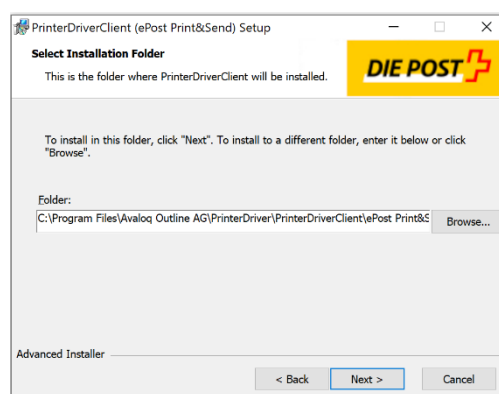 PrinterDriverClient (ePost Print&Send) Setup
Select Installation Folder
This is the folder where PrinterDriverClient will be installed.
DIE POST
To install in this folder, click "Next". To install to a different folder, enter it below or click
"Browse".
Folder:
C:\Program Files\Avaloq Outline AG\PrinterDriver\PrinterDriverClient\ePost Print&S
Browse...
Advanced Installer
< Back
Next >
Cancel